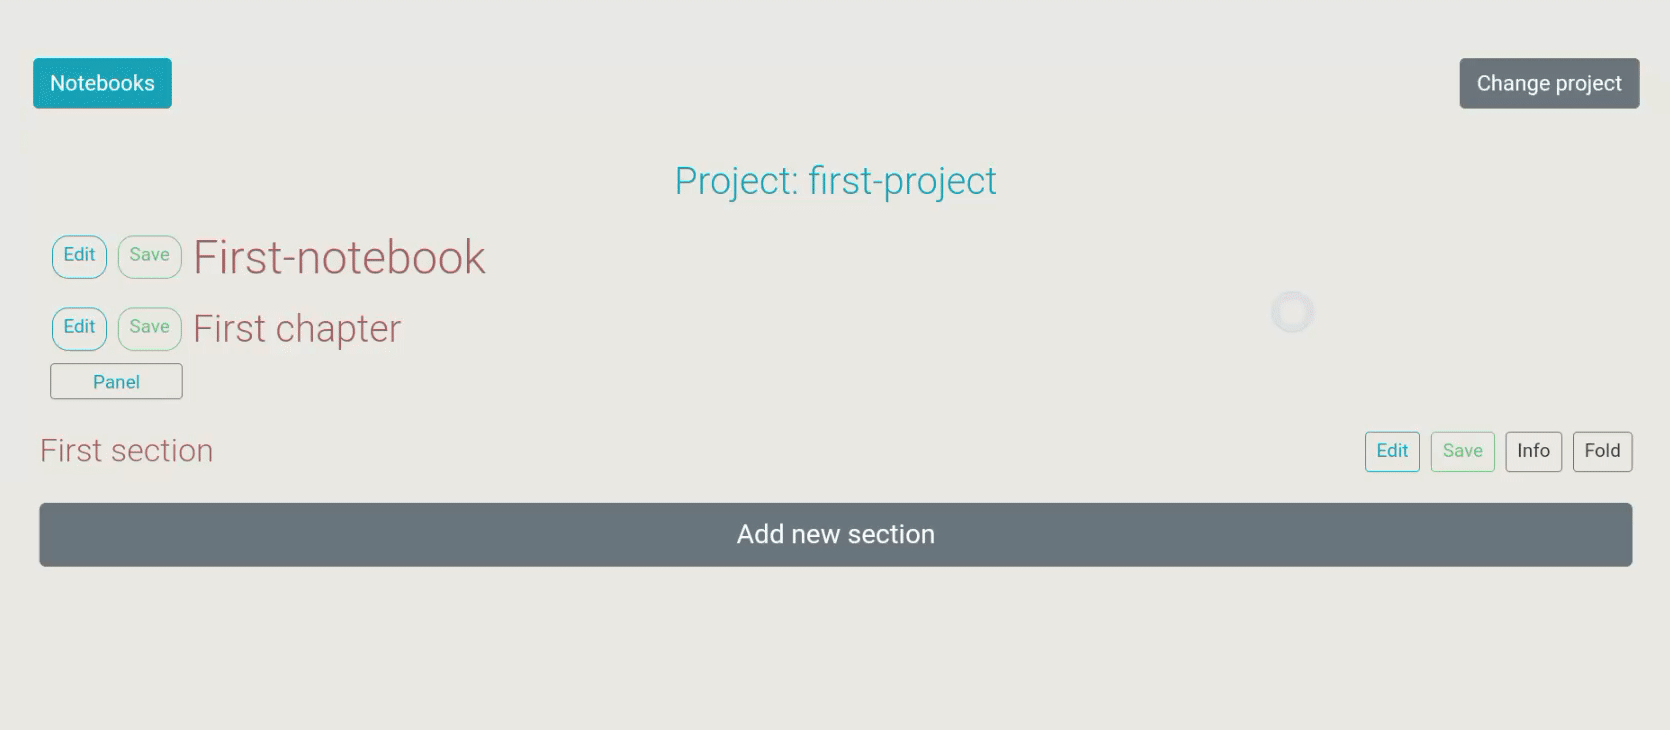 Notebooks
Change project
Project: first-project
Edit Save First-notebook
Edit Save First chapter
Panel
First section
Edit Save Info Fold
Add new section